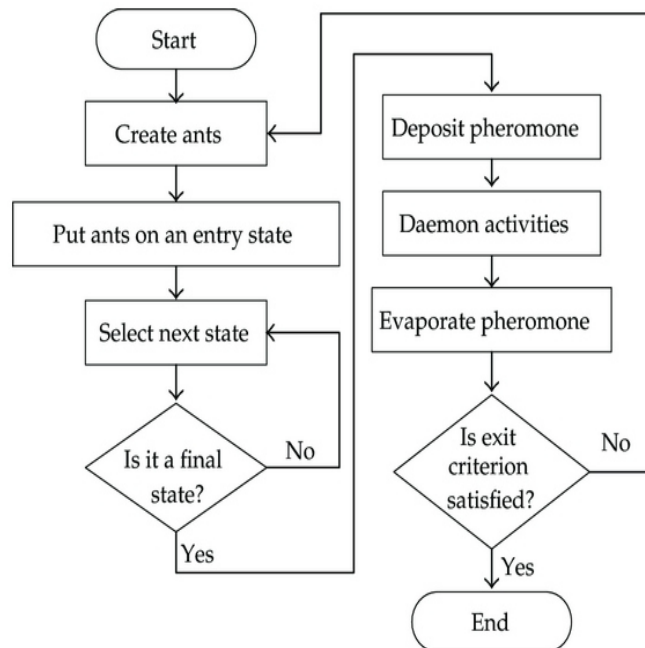 Start
Create ants
Put ants on an entry state
Select next state
Is it a final
state?
No
Yes
Deposit pheromone
Daemon activities
Evaporate pheromone
Is exit
criterion
satisfied?
No
Yes
End